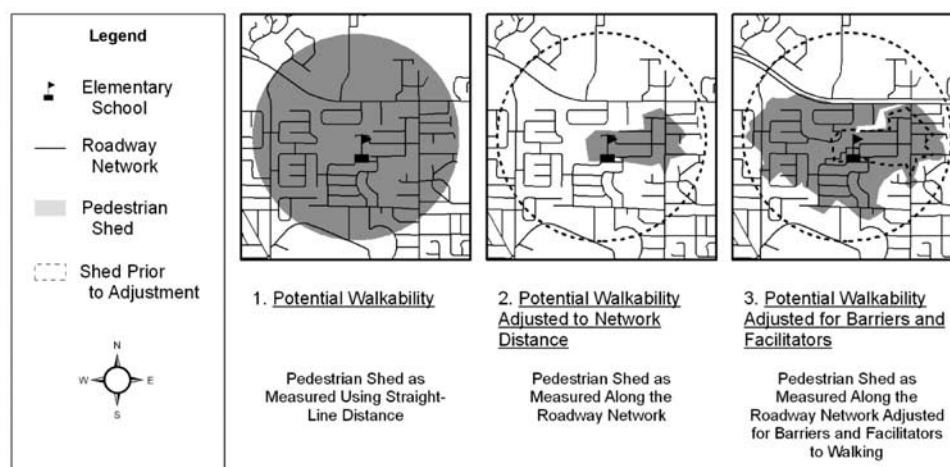 Legend
Elementary
School
Roadway
Network
Pedestrian
Shed
Shed Prior
to Adjustment
N
W E
S
1. Potential Walkability
Pedestrian Shed as
Measured Using Straight-
Line Distance
2. Potential Walkability
Adjusted to Network
Distance
Pedestrian Shed as
Measured Along the
Roadway Network
3. Potential Walkability
Adjusted for Barriers and
Facilitators
Pedestrian Shed as
Measured Along the
Roadway Network Adjusted
for Barriers and Facilitators
to Walking